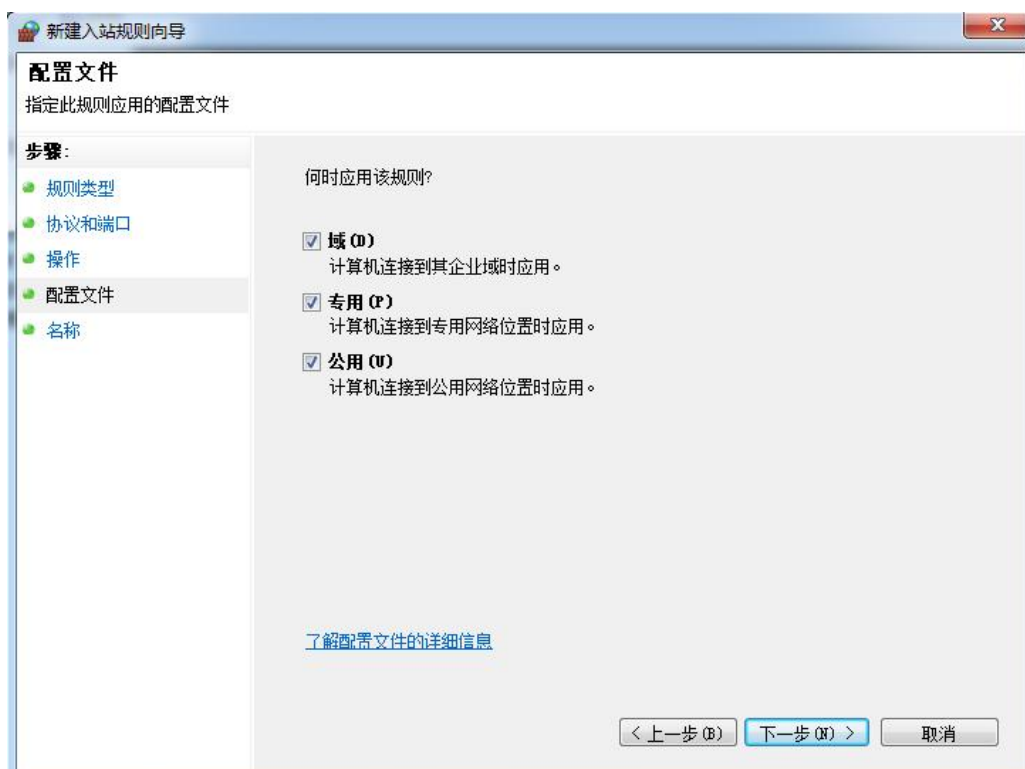 新建入站规则向导
配置文件
指定此规则应用的配置文件
步骤:
规则类型
协议和端口
操作
配置文件
名称
何时应用该规则?
域(D)
计算机连接到其企业域时应用。
专用(P)
计算机连接到专用网络位置时应用。
公用(U)
计算机连接到公用网络位置时应用。
了解配置文件的详细信息
< 上一步(B)
下一步(N) >
取消